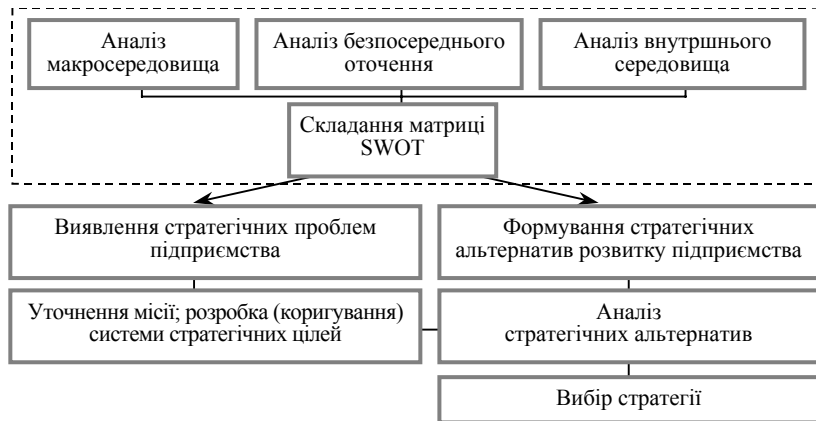 Аналіз
макросередовища
Аналіз безпосереднього
оточення
Аналіз внутршнього
середовища
Складання матриці
SWOT
Виявлення стратегічних проблем
підприємства
Формування стратегічних
альтернатив розвитку підприємства
Уточнення місії; розробка (коригування)
системи стратегічних цілей
Аналіз
стратегічних альтернатив
Вибір стратегії